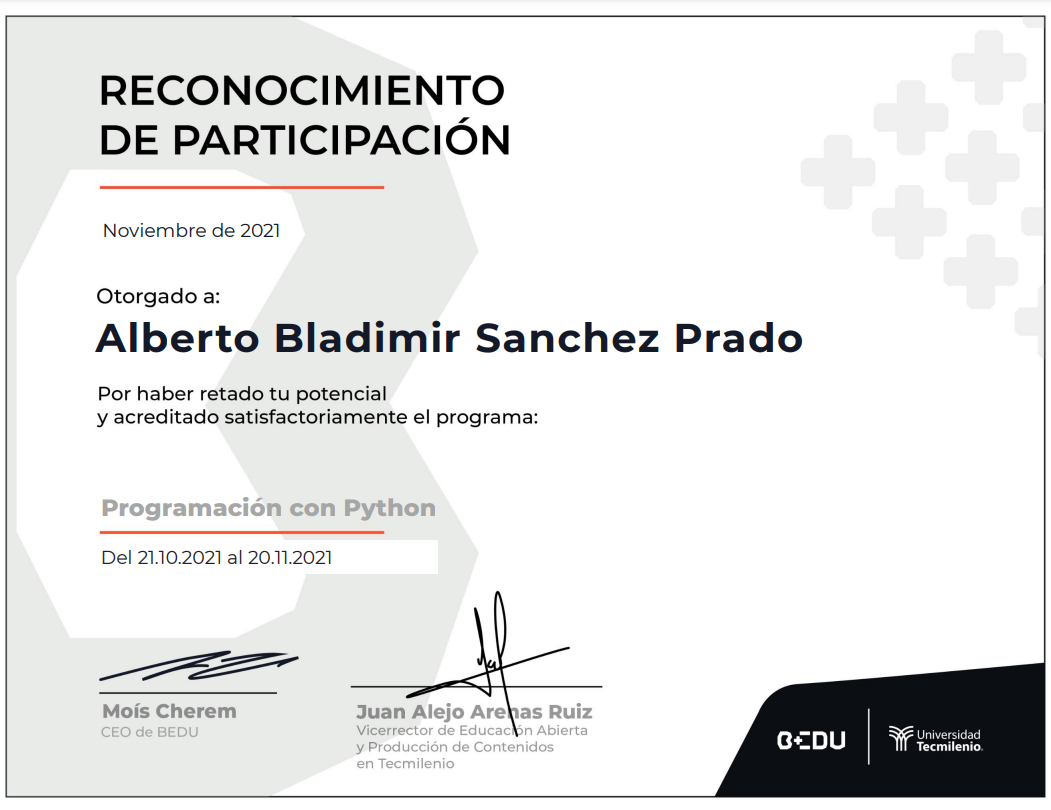 RECONOCIMIENTO
DE PARTICIPACIÓN
Noviembre de 2021
Otorgado a:
Alberto Bladimir Sanchez Prado
Por haber retado tu potencial
y acreditado satisfactoriamente el programa:
Programación con Python
Del 21.10.2021 al 20.11.2021
Moís Cherem
CEO de BEDU
Juan Alejo Arenas Ruiz
Vicerrector de Educación Abierta
y Producción de Contenidos
en Tecmilenio
BEDU
Universidad
Tecmilenio.